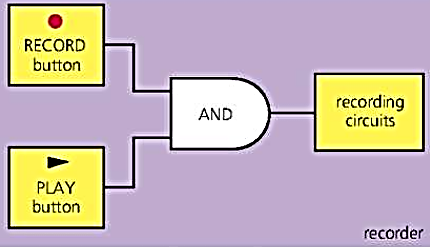 RECORD
button
AND
recording
circuits
PLAY
button
recorder